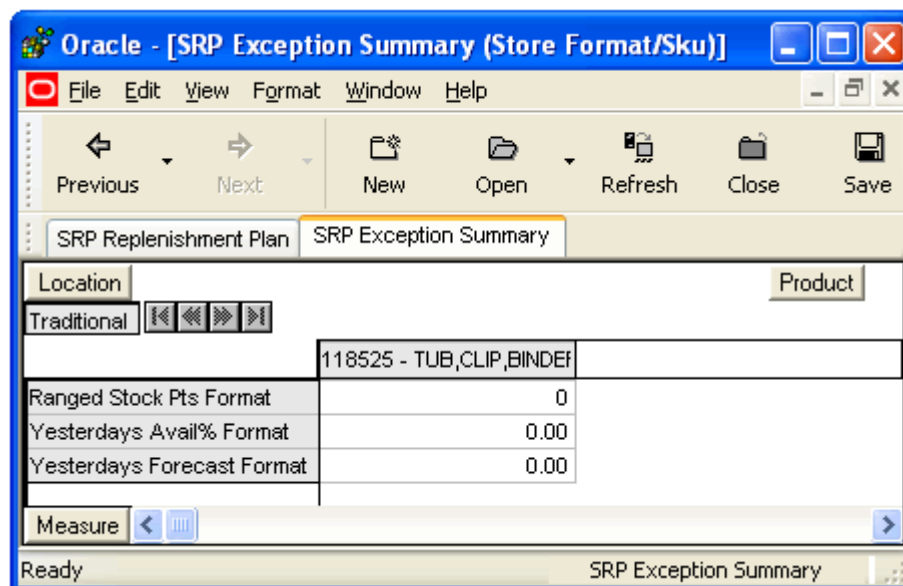 Oracle - [SRP Exception Summary (Store Format/Sku)]
File Edit View Format Window Help
Previous Next New Open Refresh Close Save
SRP Replenishment Plan SRP Exception Summary
Location Product
Traditional
118525 - TUB,CLIP,BINDER
Ranged Stock Pts Format 0
Yesterdays Avail% Format 0.00
Yesterdays Forecast Format 0.00
Measure
Ready SRP Exception Summary